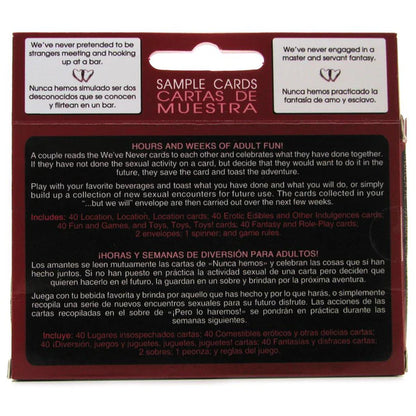 We've never pretended to be
strangers meeting and hooking
up at a bar.
Nunca hemos simulado ser dos
desconocidos que se conocen
y flirtean en un bar.
SAMPLE CARDS
CARTAS DE
MUESTRA
We've never engaged in a
master and servant fantasy.
Nunca hemos practicado la
fantasía de amo y esclavo.
HOURS AND WEEKS OF ADULT FUN!
A couple reads the We've Never cards to each other and celebrates what they have done together.
If they have not done the sexual activity on a card, but decide that they would want to do it in the
future, they save the card and toast the adventure.
Play with your favorite beverages and toast what you have done and what you will do, or simply
build up a collection of new sexual encounters for future use. The cards collected in your
"...but we will" envelope are then carried out over the next few weeks.
Includes: 40 Location, Location, Location cards; 40 Erotic Edibles and Other Indulgences cards;
40 Fun and Games, and Toys, Toys, Toys! cards; 40 Fantasy and Role-Play cards;
2 envelopes; 1 spinner; and game rules.
¡HORAS Y SEMANAS DE DIVERSIÓN PARA ADULTOS!
Los amantes se leen mutuamente las cartas de «Nunca hemos» y celebran las cosas que si han
hecho juntos. Si no han puesto en práctica la actividad sexual de una carta pero deciden que
quieren hacerlo en el futuro, la guardan en un sobre y brindan por la próxima aventura.
Juega con tu bebida favorita y brinda por aquello que has hecho y por lo que harás, o simplemente
recopila una serie de nuevos encuentros sexuales para su futuro disfrute. Las acciones de las
cartas recopiladas en el sobre de «¡Pero lo haremos!» se pondrán en práctica durante las
semanas siguientes.
Incluye: 40 Lugares insospechados cartas; 40 Comestibles eróticos y otras delicias cartas;
40 ¡Diversión, juegos y juguetes, juguetes, juguetes! cartas; 40 Fantasías y disfraces cartas;
2 sobres; 1 peonza; y reglas del juego.